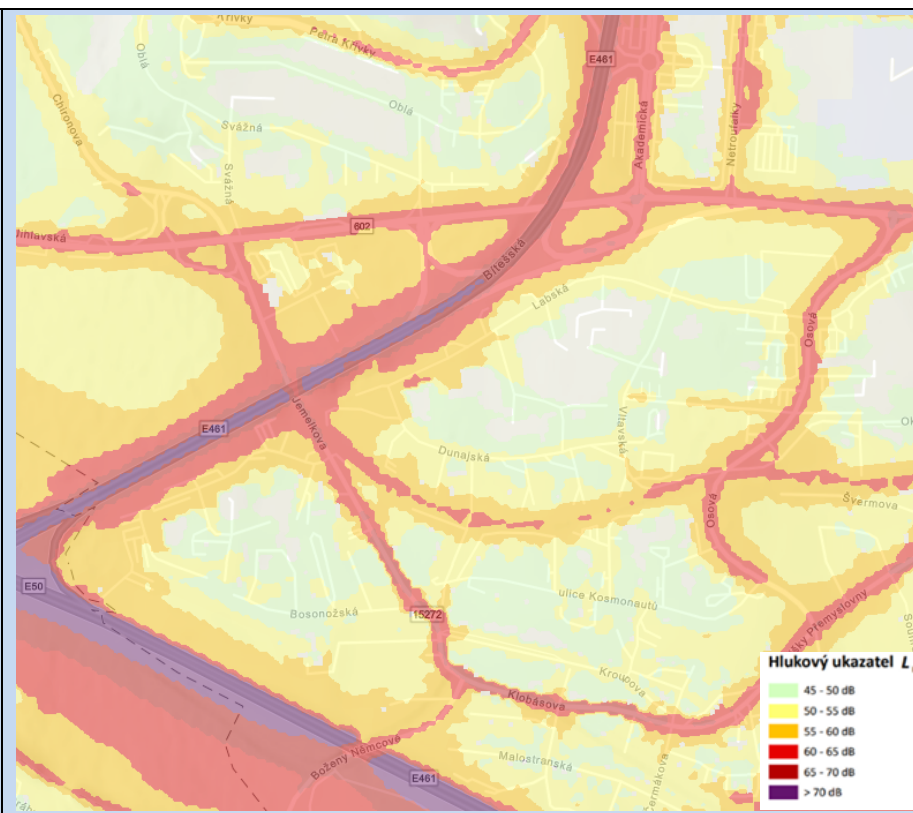 Křivky
Petra Křivky
Oblá
Oblá
E461
Chironova
Svážná
Svážná
Akademická
Netroufalky
602
Jihlavská
Bítešská
Labská
Osová
E461
Jemelkova
Vltavská
Dunajská
Osová
Švermova
E50
Bosonožská
15272
ulice Kosmonautů
Kroupova
Klobásova
Malostranská
Boženy Němcové
E461
Hlukový ukazatel L
45 - 50 dB
50 - 55 dB
55 - 60 dB
60 - 65 dB
65 - 70 dB
> 70 dB